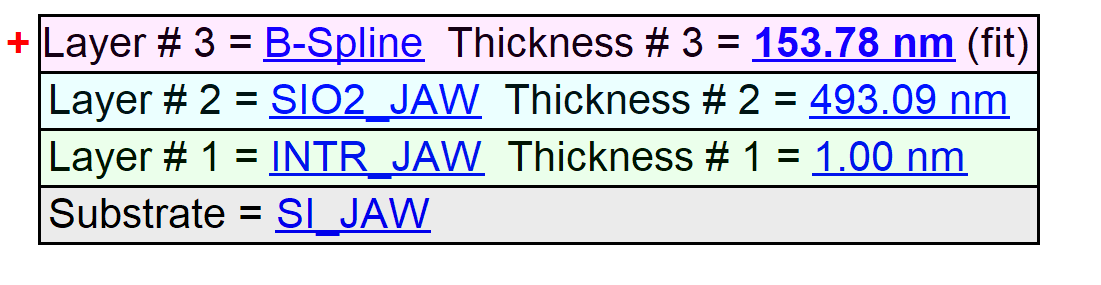 + Layer # 3 = B-Spline Thickness # 3 = 153.78 nm (fit)
Layer # 2 = SIO2_JAW Thickness # 2 = 493.09 nm
Layer # 1 = INTR_JAW Thickness # 1 = 1.00 nm
Substrate = SI_JAW